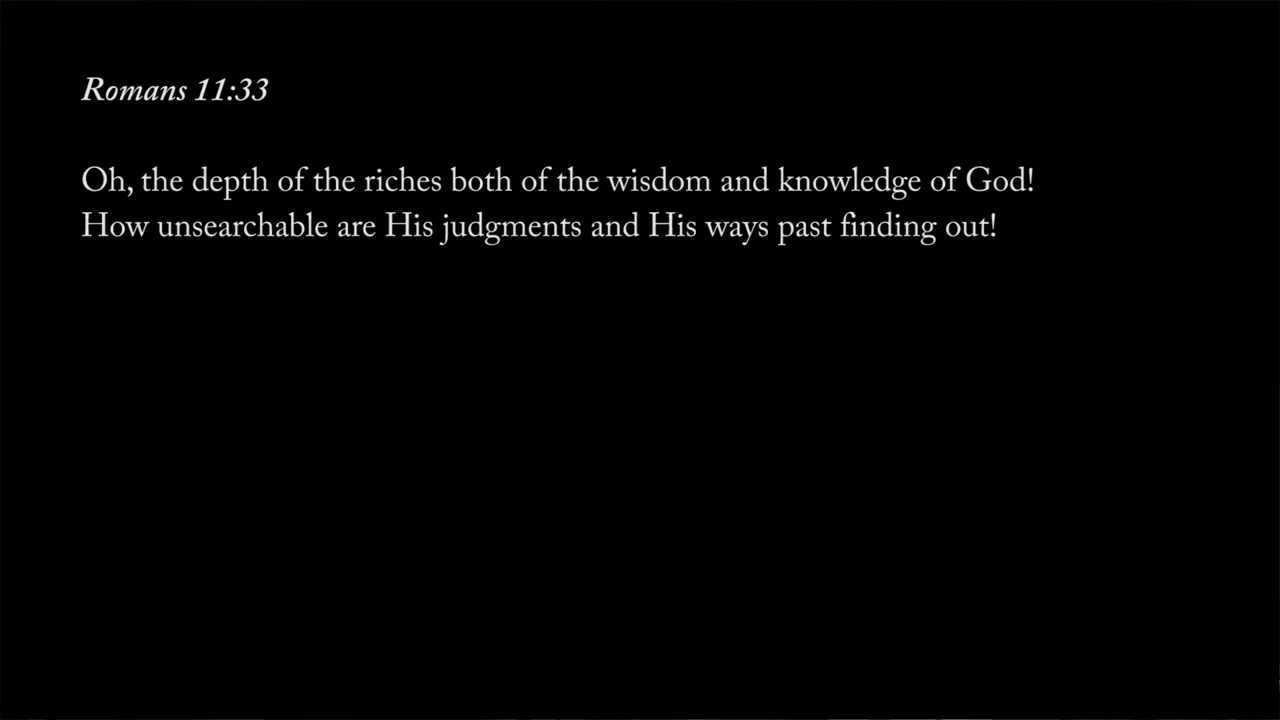 Romans 11:33
Oh, the depth of the riches both of the wisdom and knowledge of God!
How unsearchable are His judgments and His ways past finding out!